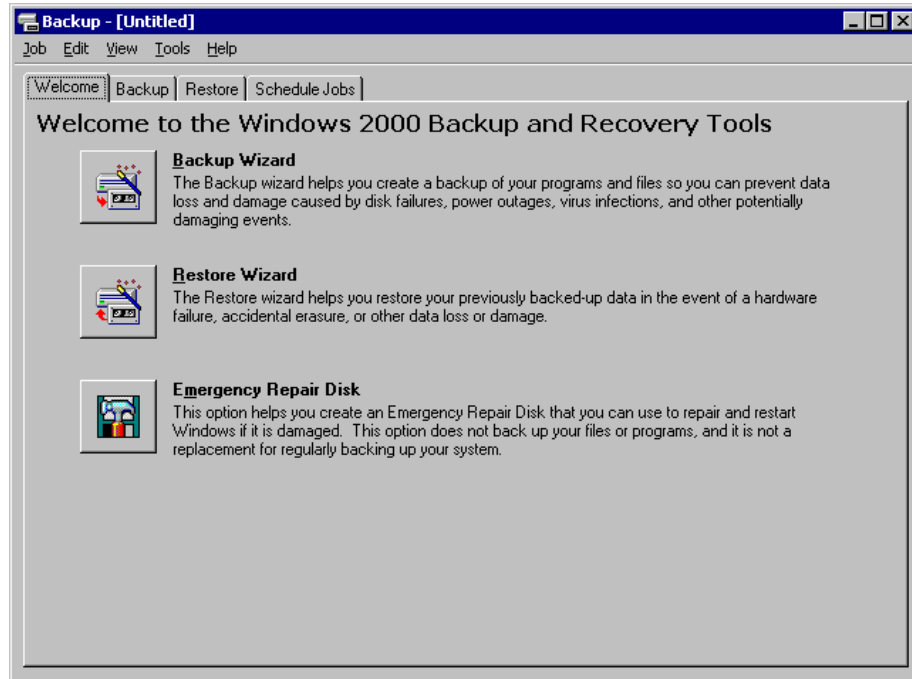 Backup - [Untitled]
Job Edit View Tools Help
Welcome Backup Restore Schedule Jobs
Welcome to the Windows 2000 Backup and Recovery Tools
Backup Wizard
The Backup wizard helps you create a backup of your programs and files so you can prevent data
loss and damage caused by disk failures, power outages, virus infections, and other potentially
damaging events.
Restore Wizard
The Restore wizard helps you restore your previously backed-up data in the event of a hardware
failure, accidental erasure, or other data loss or damage.
Emergency Repair Disk
This option helps you create an Emergency Repair Disk that you can use to repair and restart
Windows if it is damaged.  This option does not back up your files or programs, and it is not a
replacement for regularly backing up your system.